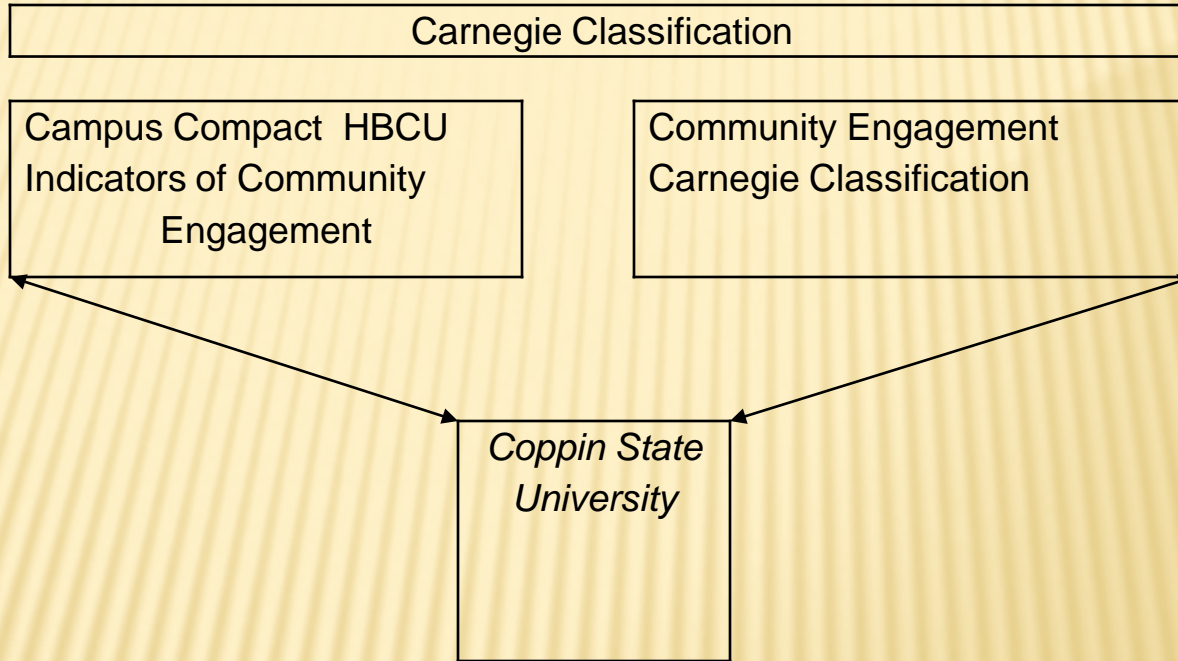 Carnegie Classification
Campus Compact  HBCU
Indicators of Community
Engagement
Community Engagement
Carnegie Classification
Coppin State
University